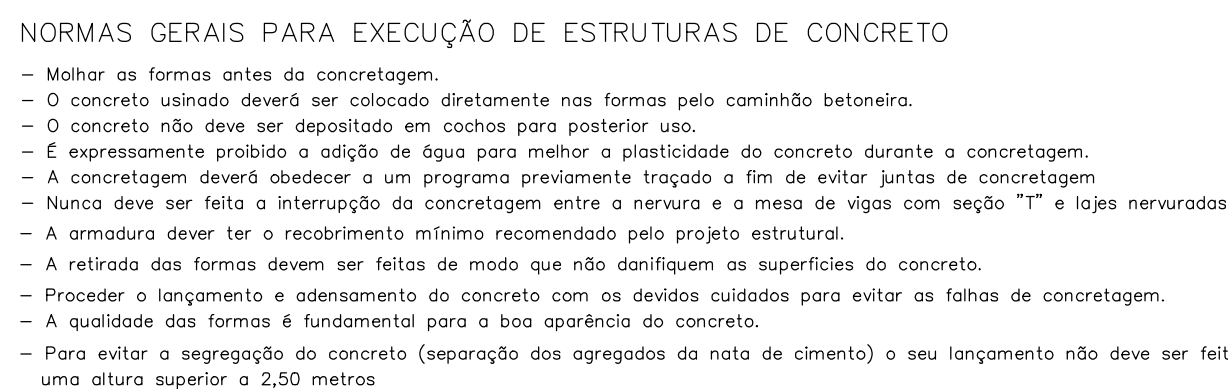 NORMAS GERAIS PARA EXECUÇÃO DE ESTRUTURAS DE CONCRETO
– Molhar as formas antes da concretagem.
– O concreto usinado deverá ser colocado diretamente nas formas pelo caminhão betoneira.
– O concreto não deve ser depositado em cochos para posterior uso.
– É expressamente proibido a adição de água para melhor a plasticidade do concreto durante a concretagem.
– A concretagem deverá obedecer a um programa previamente traçado a fim de evitar juntas de concretagem
– Nunca deve ser feita a interrupção da concretagem entre a nervura e a mesa de vigas com seção "T" e lajes nervuradas
– A armadura dever ter o recobrimento mínimo recomendado pelo projeto estrutural.
– A retirada das formas devem ser feitas de modo que não danifiquem as superficies do concreto.
– Proceder o lançamento e adensamento do concreto com os devidos cuidados para evitar as falhas de concretagem.
– A qualidade das formas é fundamental para a boa aparência do concreto.
– Para evitar a segregação do concreto (separação dos agregados da nata de cimento) o seu lançamento não deve ser feit
uma altura superior a 2,50 metros